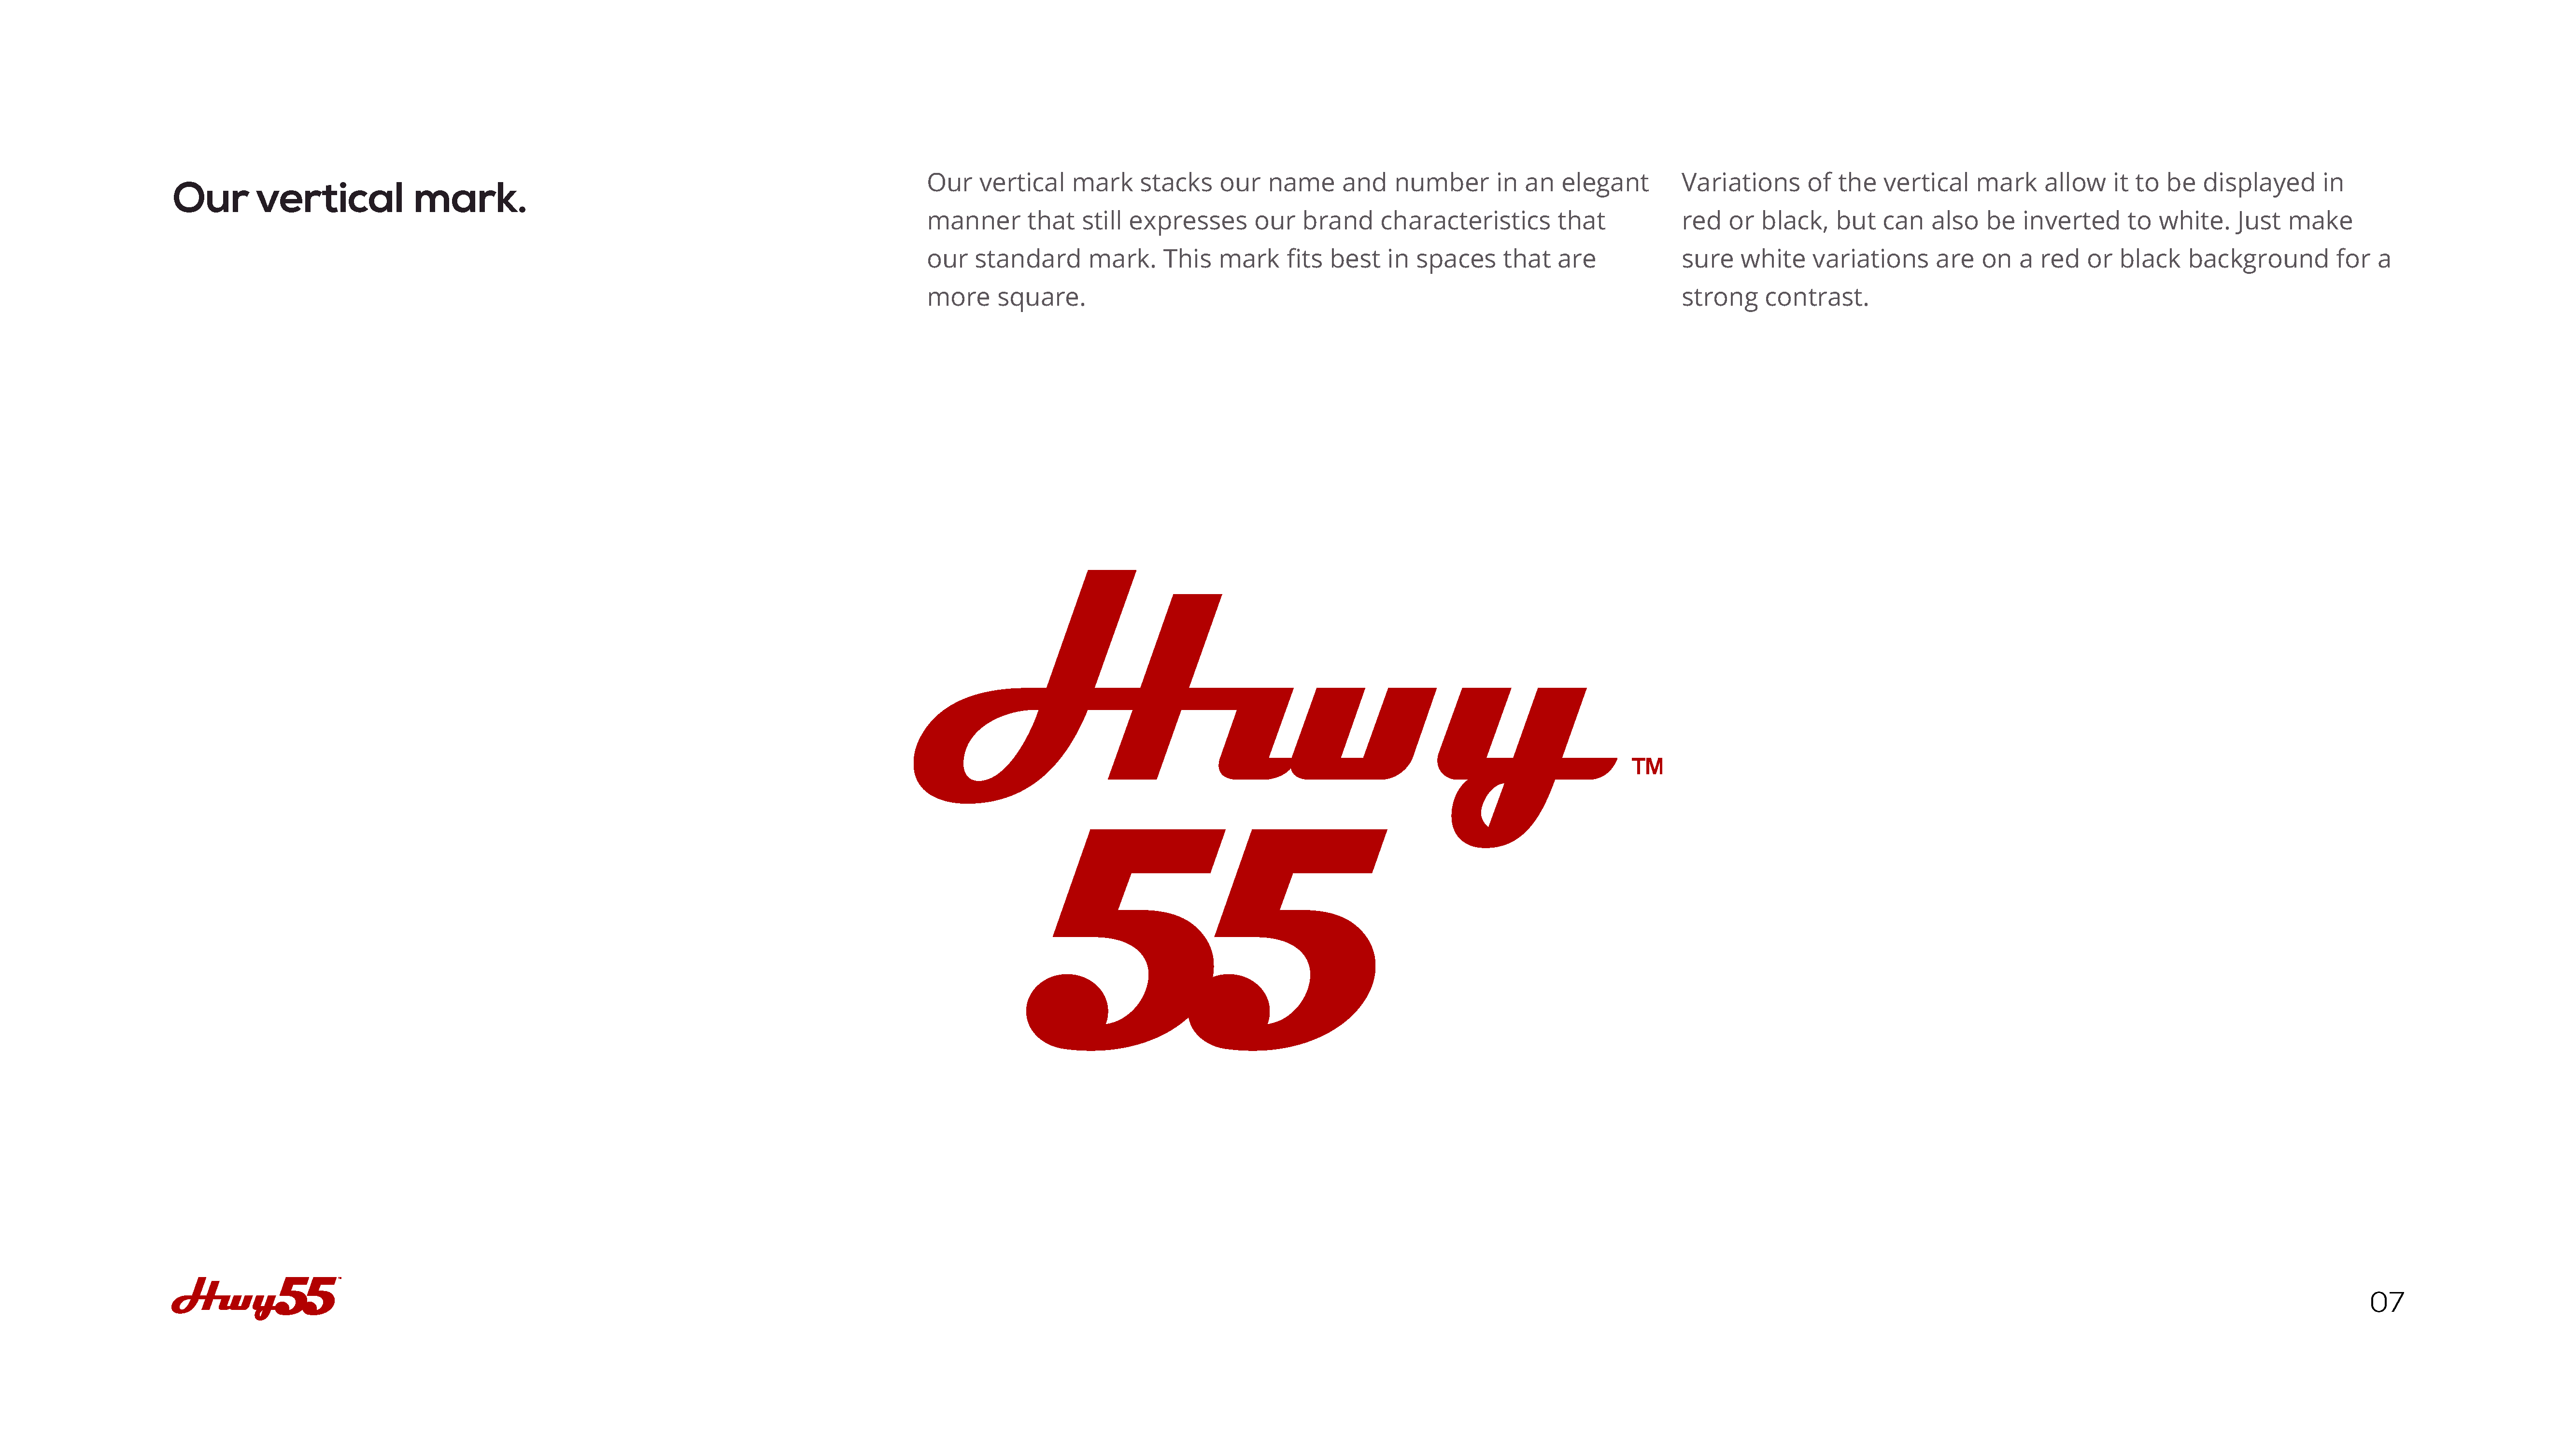 Our vertical mark.
Our vertical mark stacks our name and number in an elegant
manner that still expresses our brand characteristics that
our standard mark. This mark fits best in spaces that are
more square.
Variations of the vertical mark allow it to be displayed in
red or black, but can also be inverted to white. Just make
sure white variations are on a red or black background for a
strong contrast.
Hwy™
55
Hwy55™
07